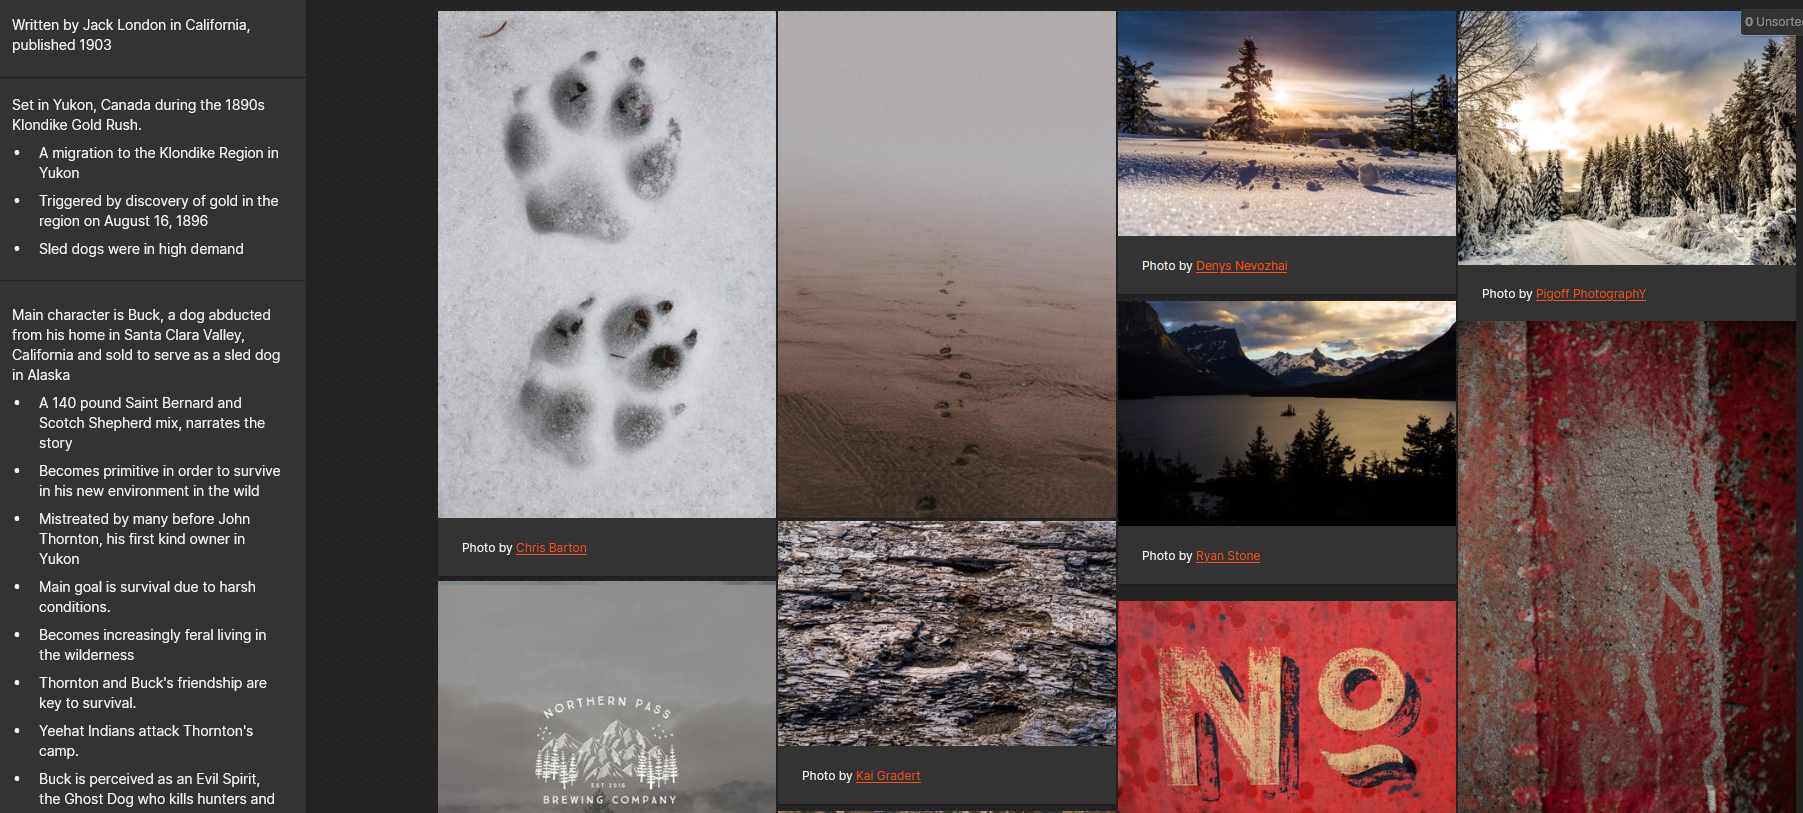 Written by Jack London in California,
published 1903
Set in Yukon, Canada during the 1890s
Klondike Gold Rush.
• A migration to the Klondike Region in
Yukon
• Triggered by discovery of gold in the
region on August 16, 1896
• Sled dogs were in high demand
Main character is Buck, a dog abducted
from his home in Santa Clara Valley,
California and sold to serve as a sled dog
in Alaska
• A 140 pound Saint Bernard and
Scotch Shepherd mix, narrates the
story
• Becomes primitive in order to survive
in his new environment in the wild
• Mistreated by many before John
Thornton, his first kind owner in
Yukon
• Main goal is survival due to harsh
conditions.
• Becomes increasingly feral living in
the wilderness
• Thornton and Buck's friendship are
key to survival.
• Yeehat Indians attack Thornton's
camp.
• Buck is perceived as an Evil Spirit,
the Ghost Dog who kills hunters and
Photo by Chris Barton
NORTHERN PASS
EST 2016
BREWING COMPANY
Photo by Kai Gradert
Photo by Denys Nevozhai
Photo by Ryan Stone
No
0 Unsorted
Photo by Pigoff PhotographY